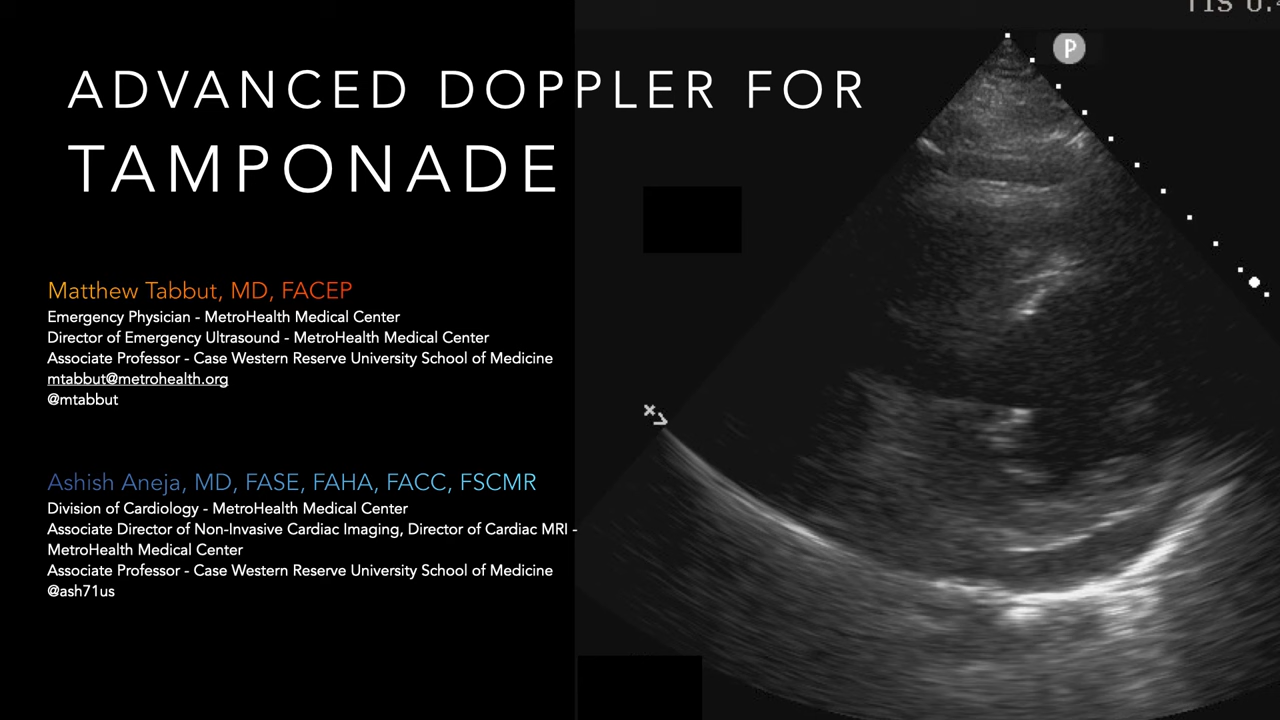 TIS 0.
P
ADVANCED DOPPLER FOR
TAMPONADE
Matthew Tabbut, MD, FACEP
Emergency Physician - MetroHealth Medical Center
Director of Emergency Ultrasound - MetroHealth Medical Center
Associate Professor - Case Western Reserve University School of Medicine
mtabbut@metrohealth.org
@mtabbut
Ashish Aneja, MD, FASE, FAHA, FACC, FSCMR
Division of Cardiology - MetroHealth Medical Center
Associate Director of Non-Invasive Cardiac Imaging, Director of Cardiac MRI -
MetroHealth Medical Center
Associate Professor - Case Western Reserve University School of Medicine
@ash71us